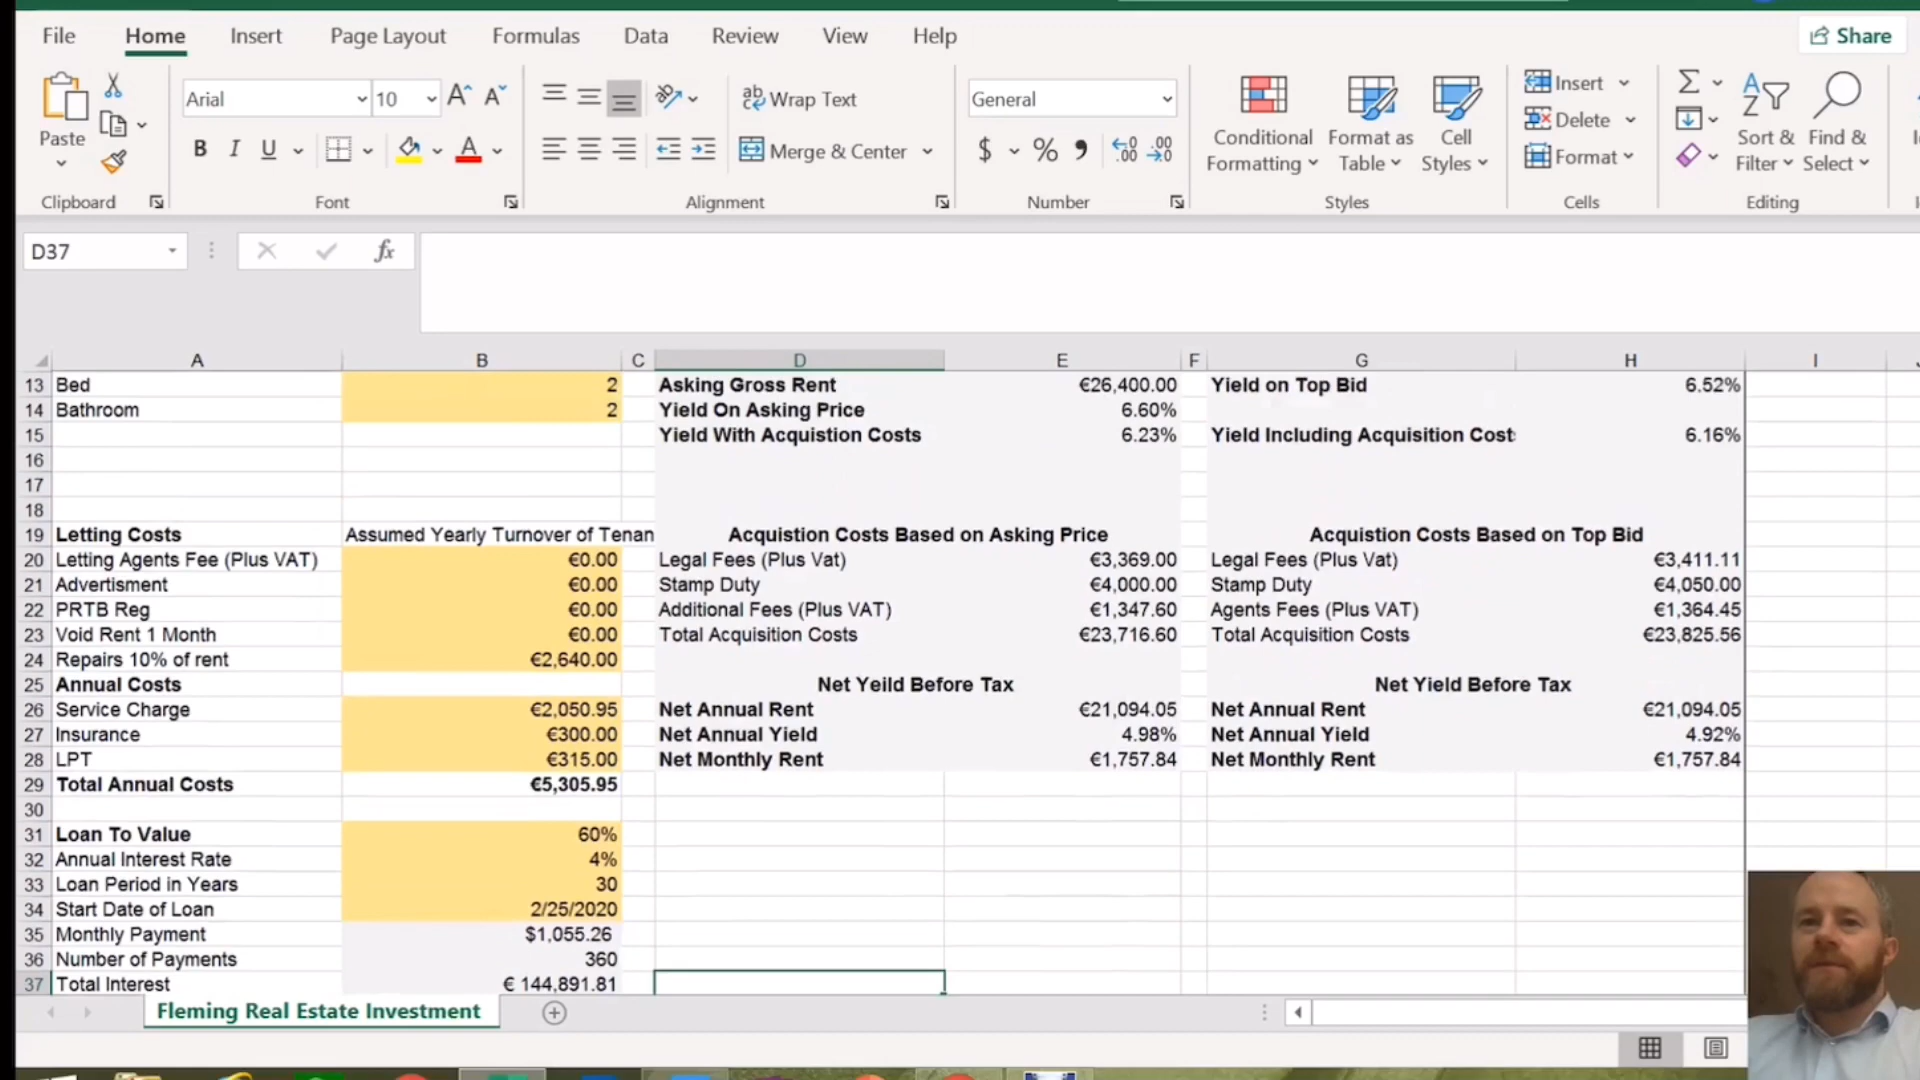 File Home Insert Page Layout Formulas Data Review View Help Share
Arial 10 Wrap Text General Insert
Paste Conditional Format as Cell Delete Sort & Find &
B I U Merge & Center $ % Formatting Table Styles Format Filter Select
Clipboard Font Alignment Number Styles Cells Editing
D37 fx
A B C D E F G H I
13 Bed 2 Asking Gross Rent €26,400.00 Yield on Top Bid 6.52%
14 Bathroom 2 Yield On Asking Price 6.60%
15 Yield With Acquistion Costs 6.23% Yield Including Acquisition Cost 6.16%
16
17
18
19 Letting Costs Assumed Yearly Turnover of Tenan Acquistion Costs Based on Asking Price Acquistion Costs Based on Top Bid
20 Letting Agents Fee (Plus VAT) €0.00 Legal Fees (Plus Vat) €3,369.00 Legal Fees (Plus Vat) €3,411.11
21 Advertisment €0.00 Stamp Duty €4,000.00 Stamp Duty €4,050.00
22 PRTB Reg €0.00 Additional Fees (Plus VAT) €1,347.60 Agents Fees (Plus VAT) €1,364.45
23 Void Rent 1 Month €0.00 Total Acquisition Costs €23,716.60 Total Acquisition Costs €23,825.56
24 Repairs 10% of rent €2,640.00
25 Annual Costs Net Yeild Before Tax Net Yield Before Tax
26 Service Charge €2,050.95 Net Annual Rent €21,094.05 Net Annual Rent €21,094.05
27 Insurance €300.00 Net Annual Yield 4.98% Net Annual Yield 4.92%
28 LPT €315.00 Net Monthly Rent €1,757.84 Net Monthly Rent €1,757.84
29 Total Annual Costs €5,305.95
30
31 Loan To Value 60%
32 Annual Interest Rate 4%
33 Loan Period in Years 30
34 Start Date of Loan 2/25/2020
35 Monthly Payment $1,055.26
36 Number of Payments 360
37 Total Interest € 144,891.81
Fleming Real Estate Investment